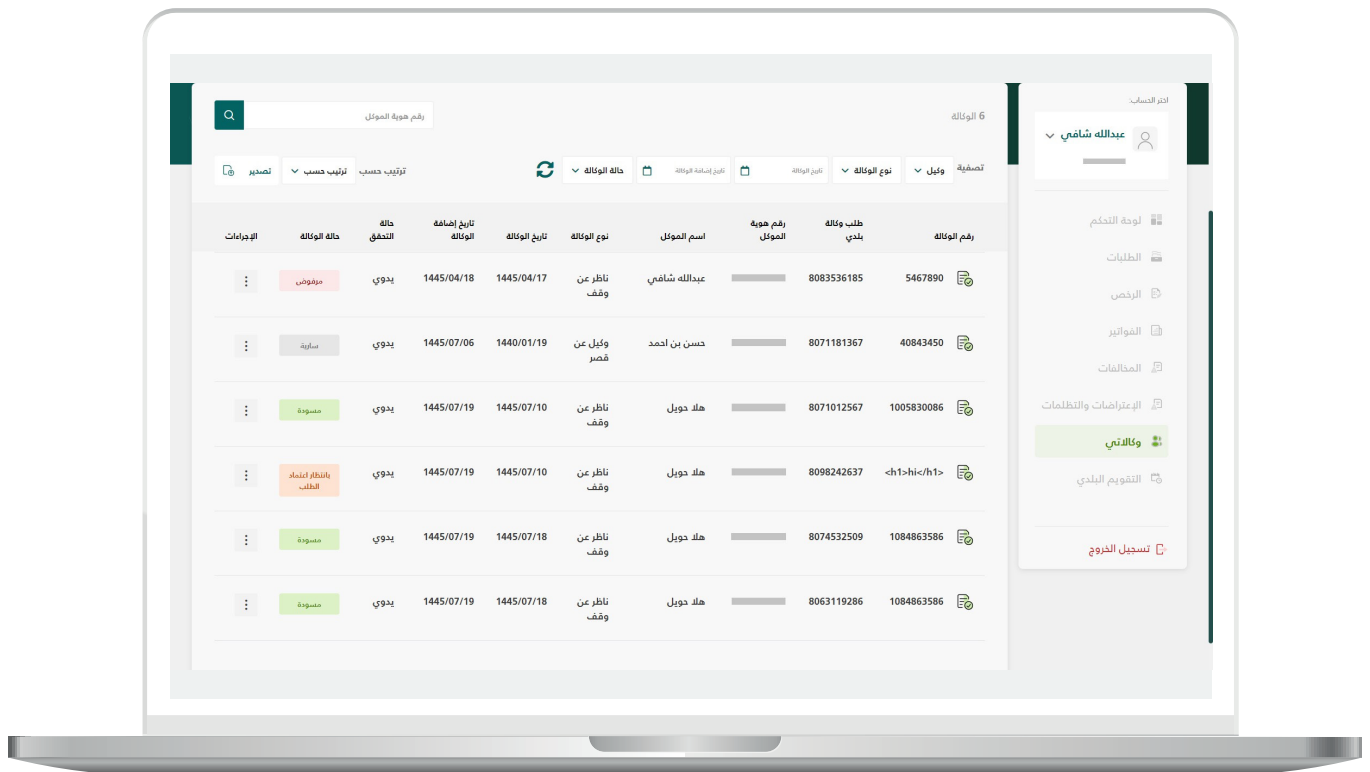 اختر الحساب:
عبدالله شافي
لوحة التحكم
الطلبات
الرخص
الفواتير
المخالفات
الإعتراضات والتظلمات
وكالاتي
التقويم البلدي
تسجيل الخروج
6 الوكالة
رقم هوية الموكل
تصفية
وكيل
نوع الوكالة
تاريخ الوكالة
تاريخ إضافة الوكالة
حالة الوكالة
ترتيب حسب
ترتيب حسب
تصدير
رقم الوكالة
طلب وكالة بلدي
رقم هوية الموكل
اسم الموكل
نوع الوكالة
تاريخ الوكالة
تاريخ إضافة الوكالة
حالة التحقق
حالة الوكالة
الإجراءات
5467890 8083536185 عبدالله شافي ناظر عن وقف 1445/04/17 1445/04/18 يدوي مرفوض
40843450 8071181367 حسن بن احمد وكيل عن قصر 1440/01/19 1445/07/06 يدوي سارية
1005830086 8071012567 هلا حويل ناظر عن وقف 1445/07/10 1445/07/19 يدوي مسودة
<h1>hi</h1> 8098242637 هلا حويل ناظر عن وقف 1445/07/10 1445/07/19 يدوي بانتظار اعتماد الطلب
1084863586 8074532509 هلا حويل ناظر عن وقف 1445/07/18 1445/07/19 يدوي مسودة
1084863586 8063119286 هلا حويل ناظر عن وقف 1445/07/18 1445/07/19 يدوي مسودة